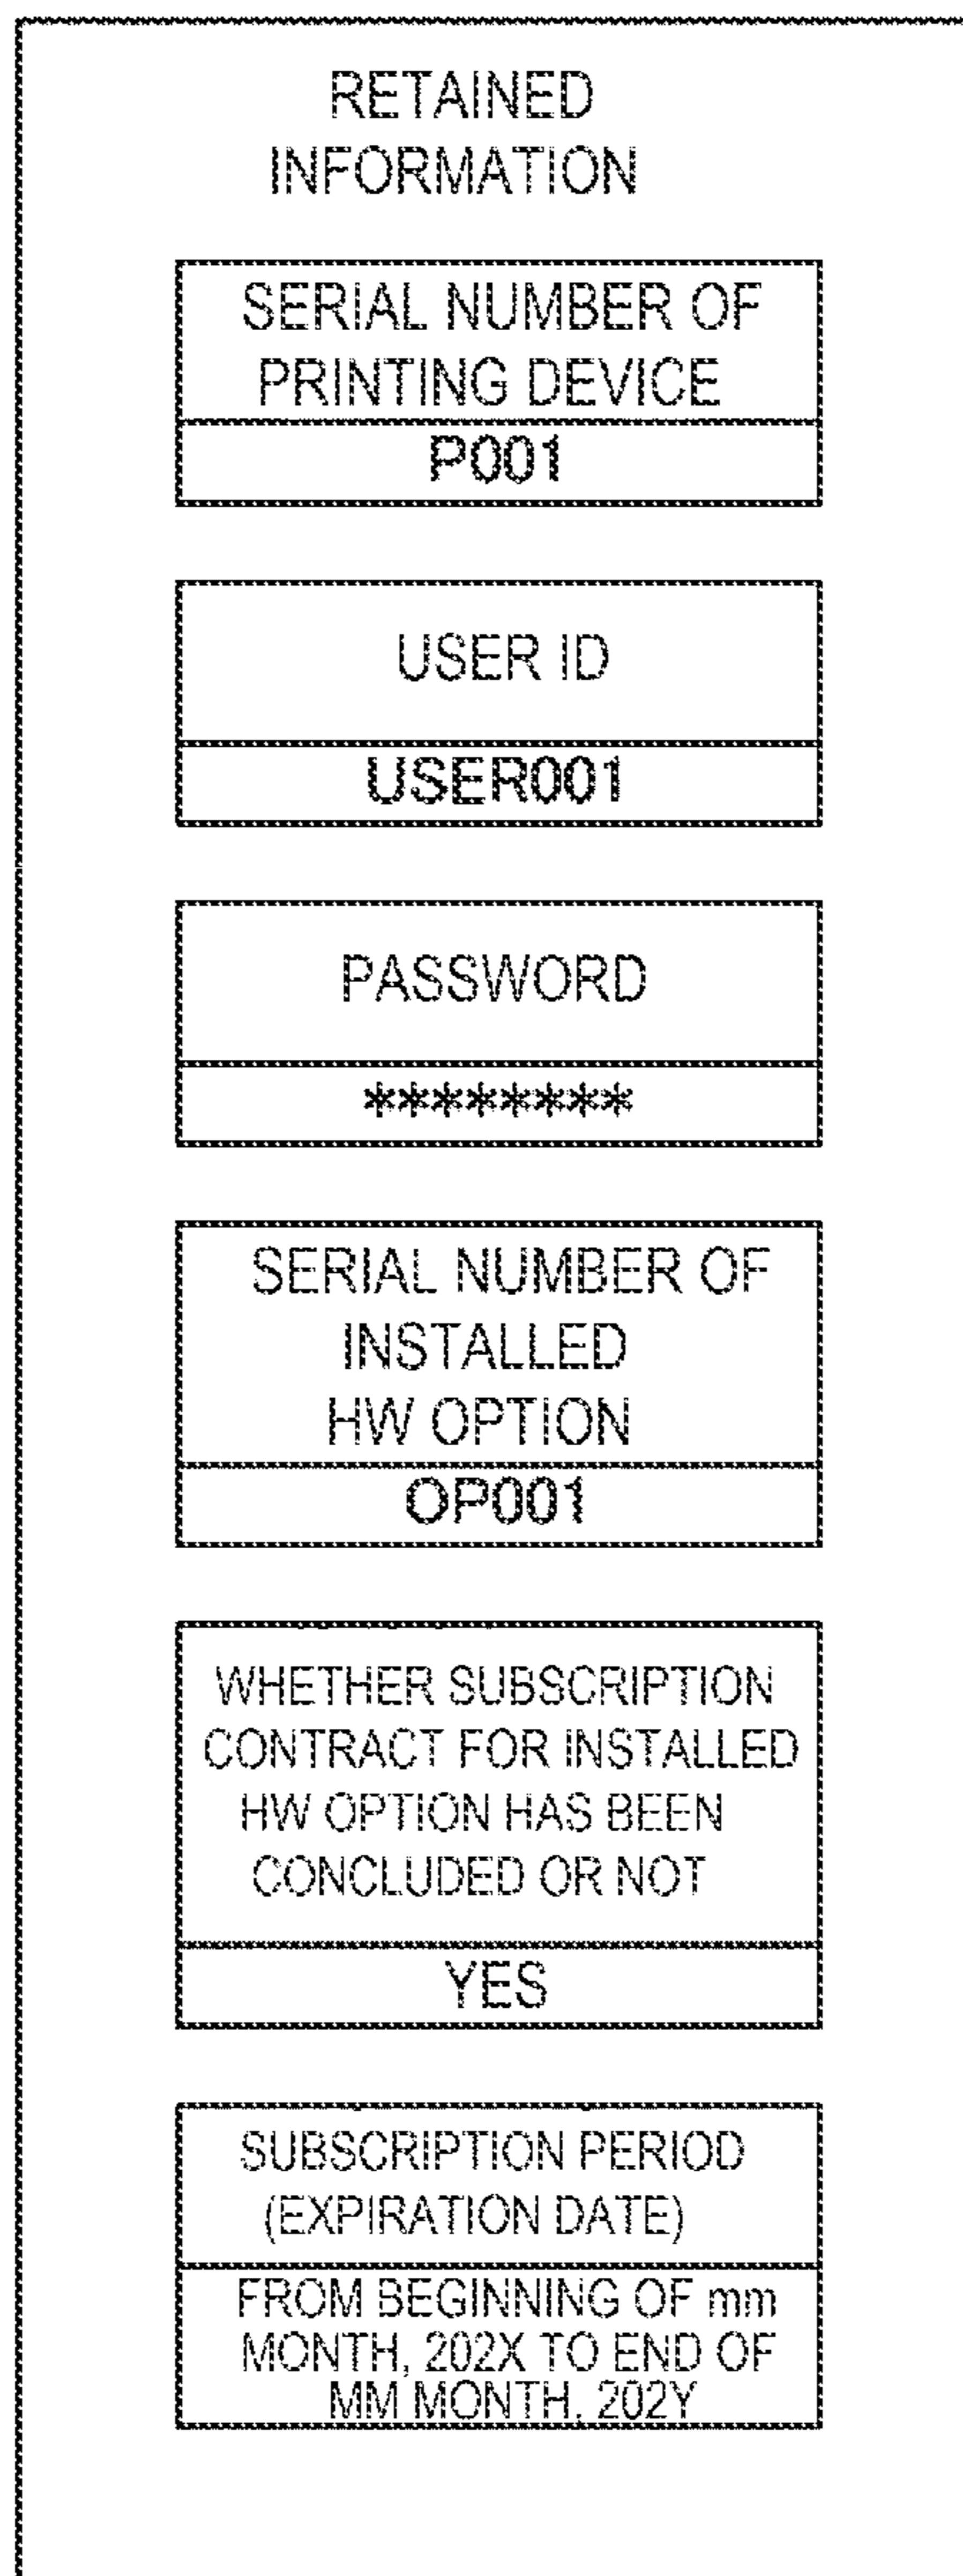 RETAINED
INFORMATION
SERIAL NUMBER OF
PRINTING DEVICE
P001
USER ID
USER001
PASSWORD
********
SERIAL NUMBER OF
INSTALLED
HW OPTION
OP001
WHETHER SUBSCRIPTION
CONTRACT FOR INSTALLED
HW OPTION HAS BEEN
CONCLUDED OR NOT
YES
SUBSCRIPTION PERIOD
(EXPIRATION DATE)
FROM BEGINNING OF mm
MONTH, 202X TO END OF
MM MONTH, 202Y